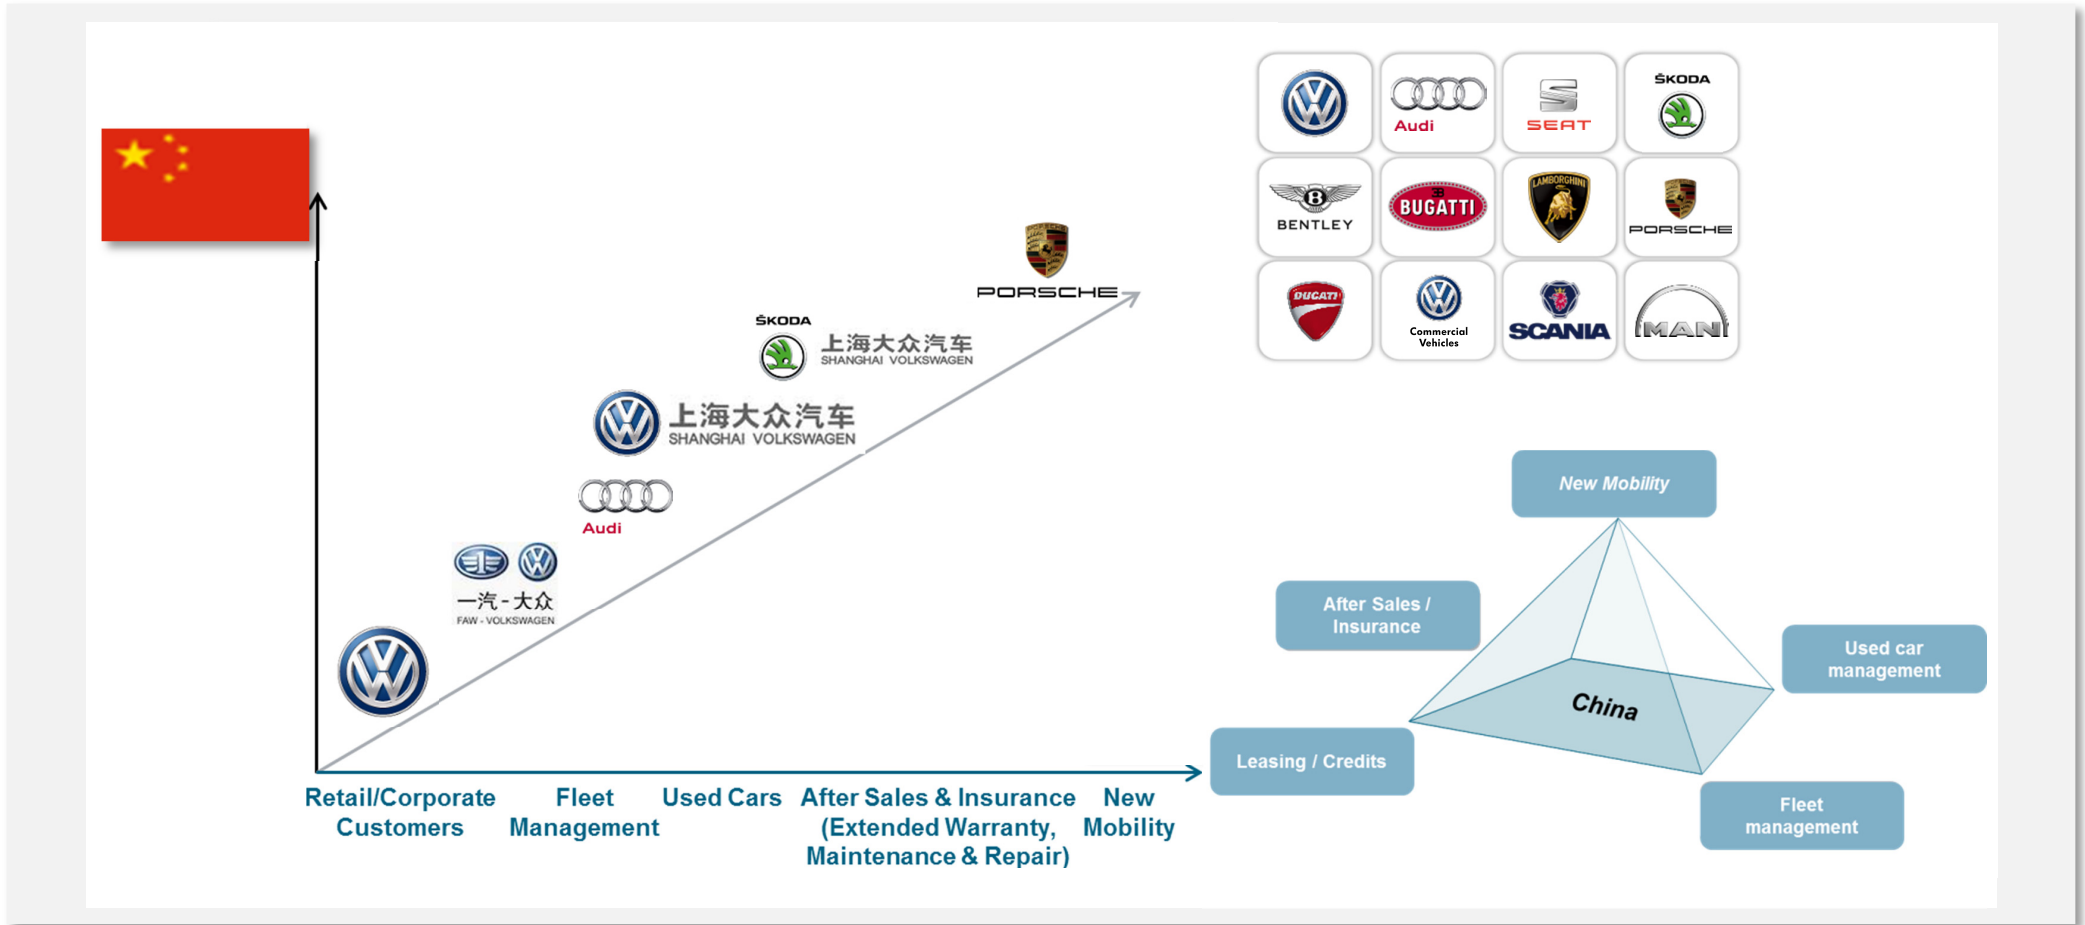 PORSCHE
ŠKODA
上海大众汽车
SHANGHAI VOLKSWAGEN
上海大众汽车
SHANGHAI VOLKSWAGEN
Audi
一汽-大众
FAW - VOLKSWAGEN
Retail/Corporate
Customers
Fleet
Management
Used Cars
After Sales & Insurance
(Extended Warranty,
Maintenance & Repair)
New
Mobility
Audi
SEAT
ŠKODA
BENTLEY
BUGATTI
LAMBORGHINI
PORSCHE
DUCATI
Commercial
Vehicles
SCANIA
MAN
New Mobility
After Sales /
Insurance
Used car
management
China
Leasing / Credits
Fleet
management